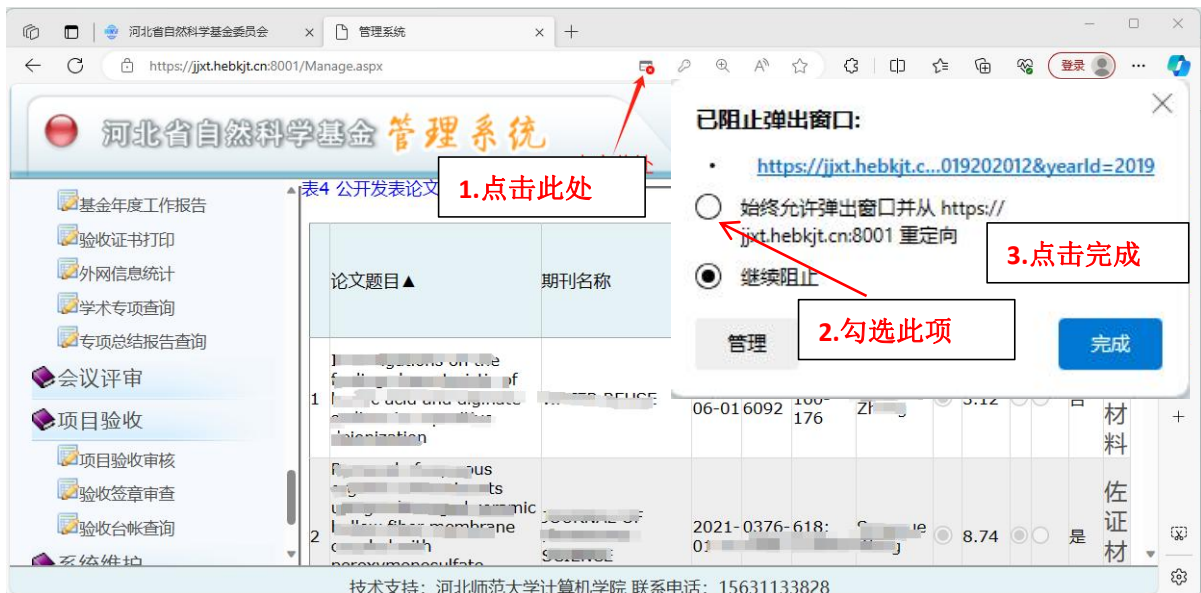 河北省自然科学基金委员会
管理系统
https://jjxt.hebkjt.cn:8001/Manage.aspx
登录
河北省自然科学基金 管理系统
1.点击此处
已阻止弹出窗口:
https://jjxt.hebkjt.c...019202012&yearId=2019
始终允许弹出窗口并从 https://
jjxt.hebkjt.cn:8001 重定向
继续阻止
3.点击完成
2.勾选此项
管理
完成
基金年度工作报告
验收证书打印
外网信息统计
学术专项查询
专项总结报告查询
会议评审
项目验收
项目验收审核
验收签章审查
验收台帐查询
系统维护
表4 公开发表论文
论文题目▲
期刊名称
1
06-01
6092
176
材
料
2
2021-
0376-
618;
8.74
是
佐
证
材
技术支持：河北师范大学计算机学院 联系电话：15631133828